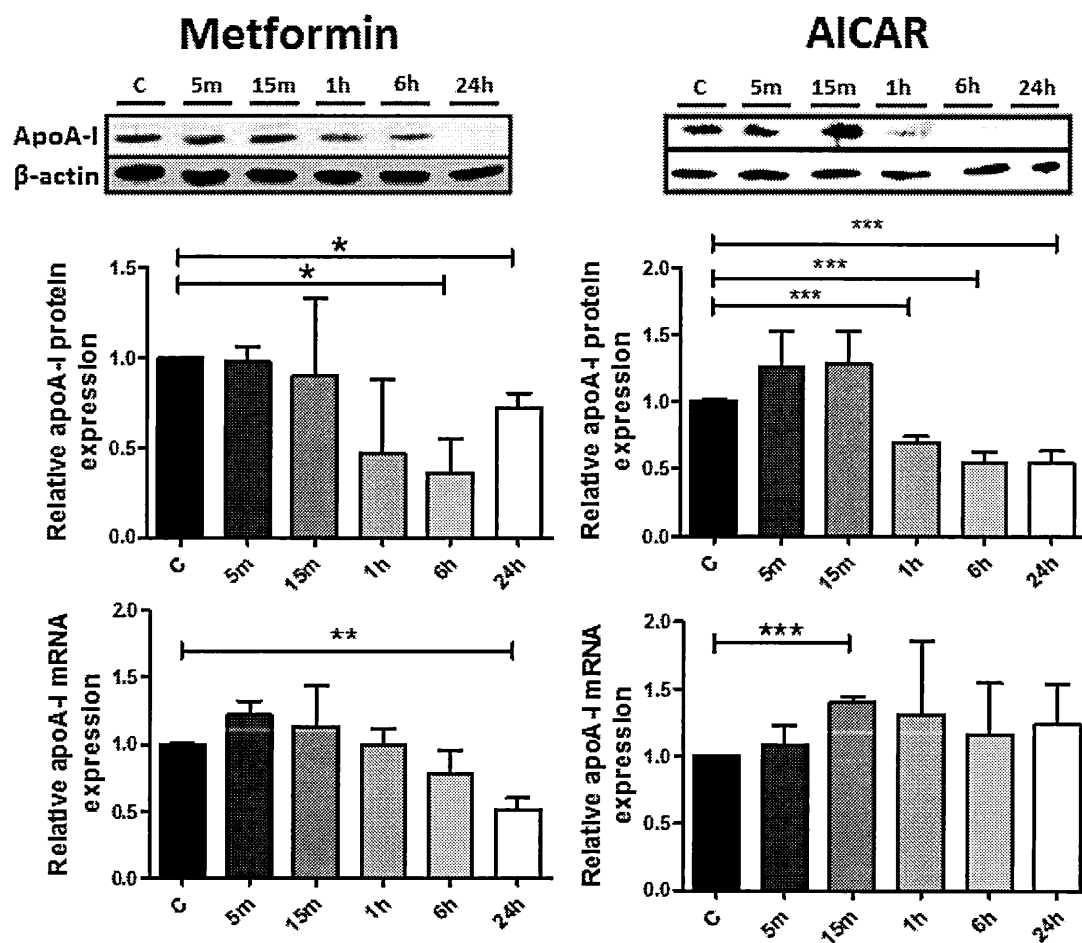 Metformin
C 5m 15m 1h 6h 24h
ApoA-I
β-actin
AICAR
C 5m 15m 1h 6h 24h
Relative apoA-I protein
expression
1.5
1.0
0.5
0.0
* 
*
C 5m 15m 1h 6h 24h
Relative apoA-I protein
expression
2.0
1.5
1.0
0.5
0.0
***
***
***
C 5m 15m 1h 6h 24h
Relative apoA-I mRNA
expression
2.0
1.5
1.0
0.5
0.0
**
C 5m 15m 1h 6h 24h
Relative apoA-I mRNA
expression
2.0
1.5
1.0
0.5
0.0
***
C 5m 15m 1h 6h 24h